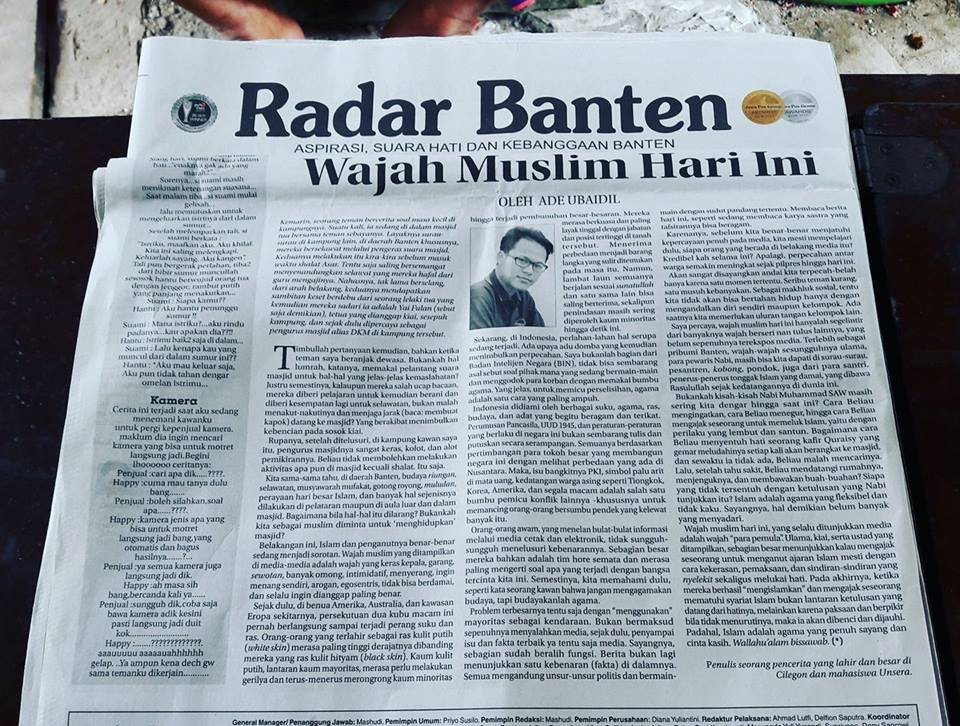 Radar Banten
ASPIRASI, SUARA HATI DAN KEBANGGAAN BANTEN
Wajah Muslim Hari Ini
OLEH ADE UBAIDIL
siang hari, suami berkata dalam
hati..."enaknya gak ada yang
marah2".
Sorenya...si suami masih
menikmati ketenangan suasana...
Saat malam tiba...si suami mulai
gelisah...
lalu memutuskan untuk
mengeluarkan istrinya dari dalam
sumur...
Setelah melemparkan tali, si
suami berkata :
"Istriku, maafkan aku. Aku khilaf.
Kita ini saling melengkapi.
Keluarlah sayang. Aku kangen".
Tali pun bergerak perlahan, tiba2
dari bibir sumur muncullah
sesosok hantu berwujud orang tua
dengan jenggot; rambut putih
yang panjang menakutkan...
Suami : Siapa kamu??
Hantu : Aku hantu penunggu
sumur !!
Suami : Mana istriku?...aku rindu
padanya...kau apakan dia???!
Hantu : Istrimu baik2 saja di dalam...
Suami : Lalu kenapa kau yang
muncul dari dalam sumur ini??
Hantu : "Aku mau keluar saja,
Aku pun tidak tahan dengan
omelan istrimu...
Kamera
Cerita ini terjadi saat aku sedang
menemani kawanku
untuk pergi kepenjual kamera.
maklum dia ingin mencari
kamera yang bisa untuk motret
langsung jadi.Begini
lhoooooo ceritanya:
Penjual :cari apa dik.....????.
Happy :cuma mau tanya dulu
bang.......
Penjual :boleh silahkan.soal
apa......????.
Happy :kamera jenis apa yang
bisa untuk motret
langsung jadi bang,yang
otomatis dan bagus
hasilnya.......?...
Penjual :ya semua kamera juga
langsung jadi dik.
Happy :ah masa sih
bang,bercanda kali ya......
Penjual :sungguh dik,coba saja
bawa kamera adik kesini
pasti langsung jadi duit
kok.......................
Happy :.......????????????.
aaauuuuu aaaaauahhhhhh
gelap. ..Ya ampun kena dech gw
sama temanku dikerjain...........
Kemarin, seorang teman bercerita soal masa kecil di
kampungnya. Suatu kali, ia sedang di dalam masjid
tua bersama teman sebayanya. Layaknya surau-
surau di kampung lain, di daerah Banten khususnya,
mereka berselawat melalui pengeras suara masjid.
Keduanya melakukan itu kira-kira sebelum masuk
waktu shalat Asar. Tentu saja saling bersemangat
menyenandungkan selawat yang mereka hafal dari
guru mengajinya. Nahasnya, tak lama berselang,
dari arah belakang, keduanya mendapatkan
sambitan keset berdebu dari seorang lelaki tua yang
kemudian mereka sadari ia adalah Yai Fulan (sebut
saja demikian), tetua yang dianggap kiai, sesepuh
kampung, dan sejak dulu dipercaya sebagai
pengurus masjid alias DKM di kampung tersebut.
Timbullah pertanyaan kemudian, bahkan ketika
teman saya beranjak dewasa. Bukankah hal
lumrah, katanya, memakai pelantang suara
masjid untuk hal-hal yang jelas-jelas kemaslahatan?
Justru semestinya, kalaupun mereka salah ucap bacaan,
mereka diberi pelajaran untuk kemudian berani dan
diberi kesempatan lagi untuk selawatan, bukan malah
menakut-nakutinya dan menjaga jarak (baca: membuat
kapok) datang ke masjid? Yang berakibat menimbulkan
kebencian pada sosok kiai.
Rupanya, setelah ditelusuri, di kampung kawan saya
itu, pengurus masjidnya sangat keras, kolot, dan alot
pemikirannya. Beliau tidak membolehkan melakukan
aktivitas apa pun di masjid kecuali shalat. Itu saja.
Kita sama-sama tahu, di daerah Banten, budaya riungan,
selawatan, musyawarah mufakat, gotong royong, muludan,
perayaan hari besar Islam, dan banyak hal sejenisnya
dilakukan di pelataran maupun di aula luar dan dalam
masjid. Bagaimana bila hal-hal itu dilarang? Bukankah
kita sebagai muslim diminta untuk 'menghidupkan'
masjid?
Belakangan ini, Islam dan penganutnya benar-benar
sedang menjadi sorotan. Wajah muslim yang ditampilkan
di media-media adalah wajah yang keras kepala, garang,
sewotan, banyak omong, intimidatif, menyerang, ingin
menang sendiri, arogan, egosentris, tidak bisa berdamai,
dan selalu ingin dianggap paling benar.
Sejak dulu, di benua Amerika, Australia, dan kawasan
Eropa sekitarnya, persekutuan dua kubu macam ini
pernah berlangsung sampai terjadi perang suku dan
ras. Orang-orang yang terlahir sebagai ras kulit putih
(white skin) merasa paling tinggi derajatnya dibanding
mereka yang ras kulit hityam (black skin). Kaum kulit
putih, lantaran kaum mayoritas, merasa perlu melakukan
gerilya dan terus-menerus merongrong kaum minoritas
hingga terjadi pembunuhan besar-besaran. Mereka
merasa berkuasa dan paling
layak tinggal dengan jabatan
dan posisi tertinggi di tanah
tersebut. Menerima
perbedaan menjadi barang
langka yang sulit ditemukan
pada masa itu. Namun,
lambat laun semuanya
berjalan sesuai sunatullah dan
satu sama lain bisa
saling berterima, sekalipun
penindasan masih sering
diperoleh kaum minoritas
hingga detik ini.
Sekarang, di Indonesia, perlahan-lahan hal serupa
sedang terjadi. Ada upaya adu domba yang kemudian
menimbulkan perpecahan. Saya bukanlah bagian dari
Badan Intelijen Negara (BIN), tidak bisa sembarang
asal sebut soal pihak mana yang sedang bermain-main
dan menggodok para korban dengan memakai bumbu
agama. Yang jelas, untuk memicu perselisihan, agama
adalah satu cara yang paling ampuh.
Indonesia didiami oleh berbagai suku, agama, ras,
budaya, dan adat yang begitu beragam dan terikat.
Perumusan Pancasila, UUD 1945, dan peraturan-peraturan
yang berlaku di negara ini bukan sembarang tulis dan
putuskan secara serampangan. Semuanya berdasarkan
pertimbangan para tokoh besar yang membangun
negara ini dengan melihat perbedaan yang ada di
Nusantara. Maka, isu bangkitnya PKI, simbol palu arit
di mata uang, kedatangan warga asing seperti Tiongkok,
Korea, Amerika, dan segala macam adalah salah satu
bumbu pemicu konflik lainnya -khususnya untuk
memancing orang-orang bersumbu pendek yang kelewat
banyak itu.
Orang-orang awam, yang menelan bulat-bulat informasi
melalui media cetak dan elektronik, tidak sungguh-
sungguh menelusuri kebenarannya. Sebagian besar
mereka bahkan adalah tim hore semata dan merasa
paling mengerti soal apa yang terjadi dengan bangsa
tercinta kita ini. Semestinya, kita memahami dulu,
seperti kata seorang kawan bahwa jangan mengagamakan
budaya, tapi budayakanlah agama.
Problem terbesarnya tentu saja dengan "menggunakan"
mayoritas sebagai kendaraan. Bukan bermaksud
sepenuhnya menyalahkan media, sejak dulu, penyampai
isu dan fakta terbaik ya tentu saja media. Sayangnya,
sebagian sudah beralih fungsi. Berita bukan lagi
menunjukkan satu kebenaran (fakta) di dalamnya.
Semua mengandung unsur-unsur politis dan bermain-
main dengan sudut pandang tertentu. Membaca berita
hari ini, seperti sedang membaca karya sastra yang
tafsirannya bisa beragam.
Karenanya, sebelum kita benar-benar menjatuhkan
kepercayaan penuh pada media, kita mesti mempelajari
dulu, siapa orang yang berada di belakang media itu?
Kredibel kah selama ini? Apalagi, perpecahan antar
warga semakin meningkat sejak pilpres hingga hari ini.
Akan sangat disayangkan andai kita terpecah-belah
hanya karena satu momen tertentu. Seribu teman kurang,
satu musuh kebanyakan. Sebagai makhluk sosial, tentu
kita tidak akan bisa bertahan hidup hanya dengan
mengandalkan diri sendiri maupun kelompok. Ada
saatnya kita memerlukan uluran tangan kelompok lain.
Saya percaya, wajah muslim hari ini hanyalah segelintir
dari banyaknya wajah berseri nan tulus lainnya, yang
belum sepenuhnya terekspos media. Terlebih sebagai
pribumi Banten, wajah-wajah sesungguhnya ulama,
para pewaris Nabi, masih bisa kita dapati di surau-surau,
pesantren, kobong, pondok, juga dari para santri,
penerus-penerus tonggak Islam yang damai, yang dibawa
Rasulullah sejak kedatangannya di dunia ini.
Bukankah kisah-kisah Nabi Muhammad SAW masih
sering kita dengar hingga saat ini? Cara Beliau
mengingatkan, cara Beliau menegur, hingga cara Beliau
mengajak seseorang untuk memeluk Islam, yaitu dengan
perilaku yang lembut dan santun. Bagaimana cara
Beliau menyentuh hati seorang kafir Quraisy yang
gemar meludahinya setiap kali akan berangkat ke masjid,
dan sewaktu ia tidak ada, Beliau malah mencarinya.
Lalu, setelah tahu sakit, Beliau mendatangi rumahnya,
menjenguknya, dan membawakan buah-buahan? Siapa
yang tidak tersentuh dengan ketulusan yang Nabi
tunjukkan itu? Islam adalah agama yang fleksibel dan
tidak kaku. Sayangnya, hal demikian belum banyak
yang menyadari.
Wajah muslim hari ini, yang selalu ditunjukkan media
adalah wajah "para pemula". Ulama, kiai, serta ustad yang
ditampilkan, sebagian besar menunjukkan kalau mengajak
seseorang untuk menganut ajaran Islam mesti dengan
cara kekerasan, pemaksaan, dan sindiran-sindiran yang
nyelekit sekaligus melukai hati. Pada akhirnya, ketika
mereka berhasil "mengislamkan" dan mengajak seseorang
mematuhi syariat Islam bukan lantaran ketulusan yang
datang dari hatinya, melainkan karena paksaan dan berpikir
bila tidak menurutinya, maka ia akan dibenci dan dijauhi.
Padahal, Islam adalah agama yang penuh sayang dan
cinta kasih. Wallahu'alam bissawab. (*)
Penulis seorang pencerita yang lahir dan besar di
Cilegon dan mahasiswa Unsera.
General Manager/ Penanggung Jawab: Mashudi. Pemimpin Umum: Priyo Susilo. Pemimpin Redaksi: Mashudi. Pemimpin Perusahaan: Diana Yuliantini. Redaktur Pelaksana: Ahmad Lutfi, Delfion Saputra. Koordinator